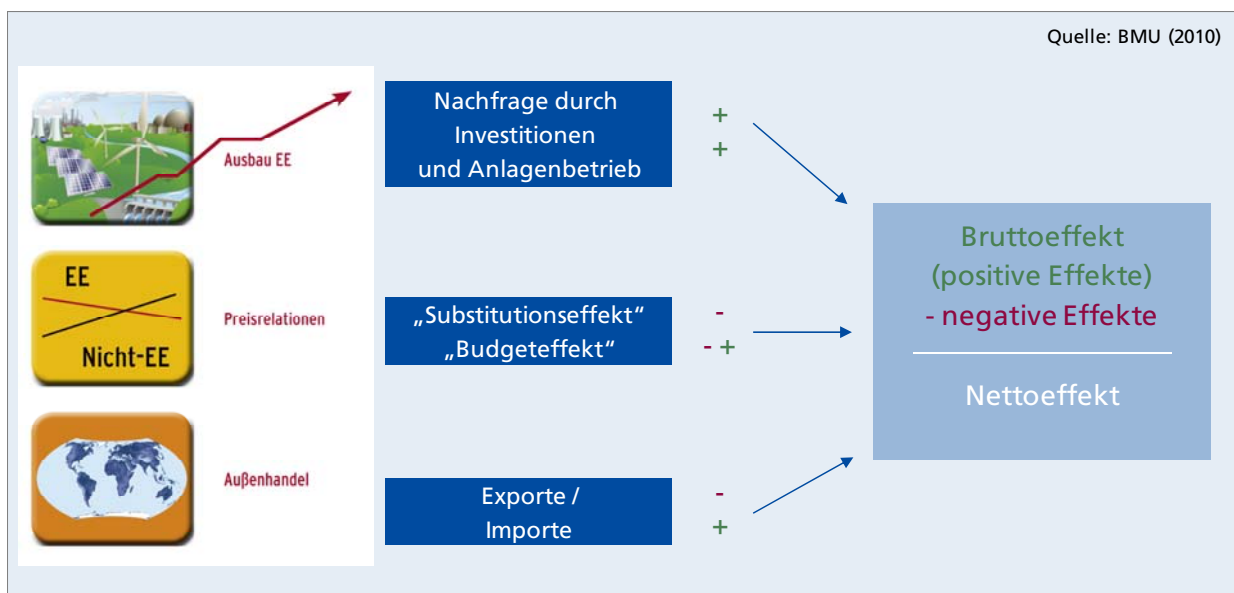 Quelle: BMU (2010)
Ausbau EE
Nachfrage durch
Investitionen
und Anlagenbetrieb
+
+
EE
Nicht-EE
Preisrelationen
„Substitutionseffekt“
„Budgeteffekt“
-
- +
Außenhandel
Exporte /
Importe
-
+
Bruttoeffekt
(positive Effekte)
- negative Effekte
Nettoeffekt